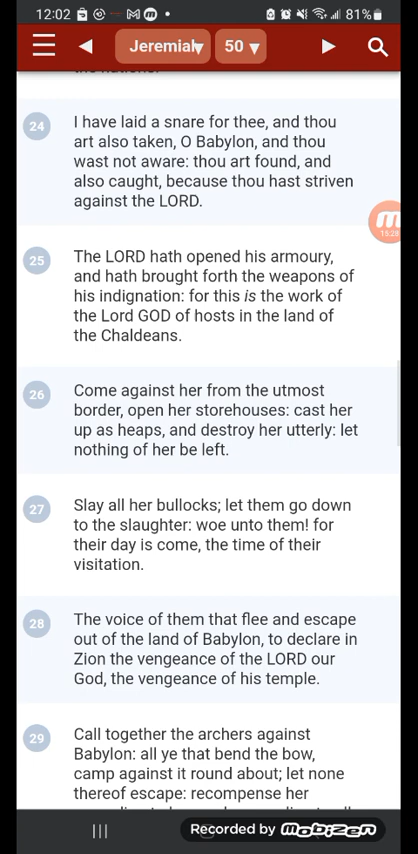 12:02 81%
Jeremiah 50
24 I have laid a snare for thee, and thou
art also taken, O Babylon, and thou
wast not aware: thou art found, and
also caught, because thou hast striven
against the LORD.
15:29
25 The LORD hath opened his armoury,
and hath brought forth the weapons of
his indignation: for this is the work of
the Lord GOD of hosts in the land of
the Chaldeans.
26 Come against her from the utmost
border, open her storehouses: cast her
up as heaps, and destroy her utterly: let
nothing of her be left.
27 Slay all her bullocks; let them go down
to the slaughter: woe unto them! for
their day is come, the time of their
visitation.
28 The voice of them that flee and escape
out of the land of Babylon, to declare in
Zion the vengeance of the LORD our
God, the vengeance of his temple.
29 Call together the archers against
Babylon: all ye that bend the bow,
camp against it round about; let none
thereof escape: recompense her
Recorded by mobizen